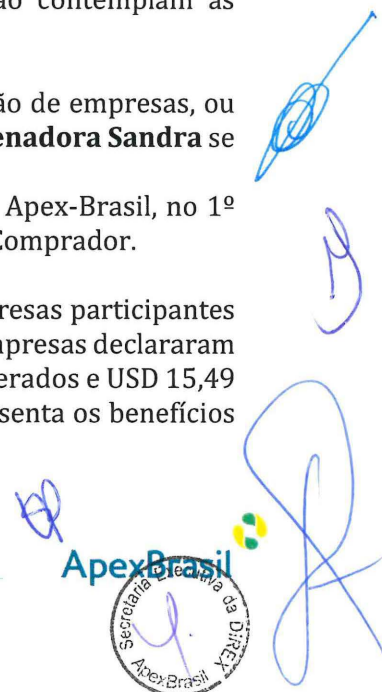 contemplam as
ão de empresas, ou
enadora Sandra se
Apex-Brasil, no 1º
Comprador.
resas participantes
mpresas declararam
erados e USD 15,49
senta os benefícios
ApexBrasil
Secretaria Executiva da DIREX
ApexBrasil